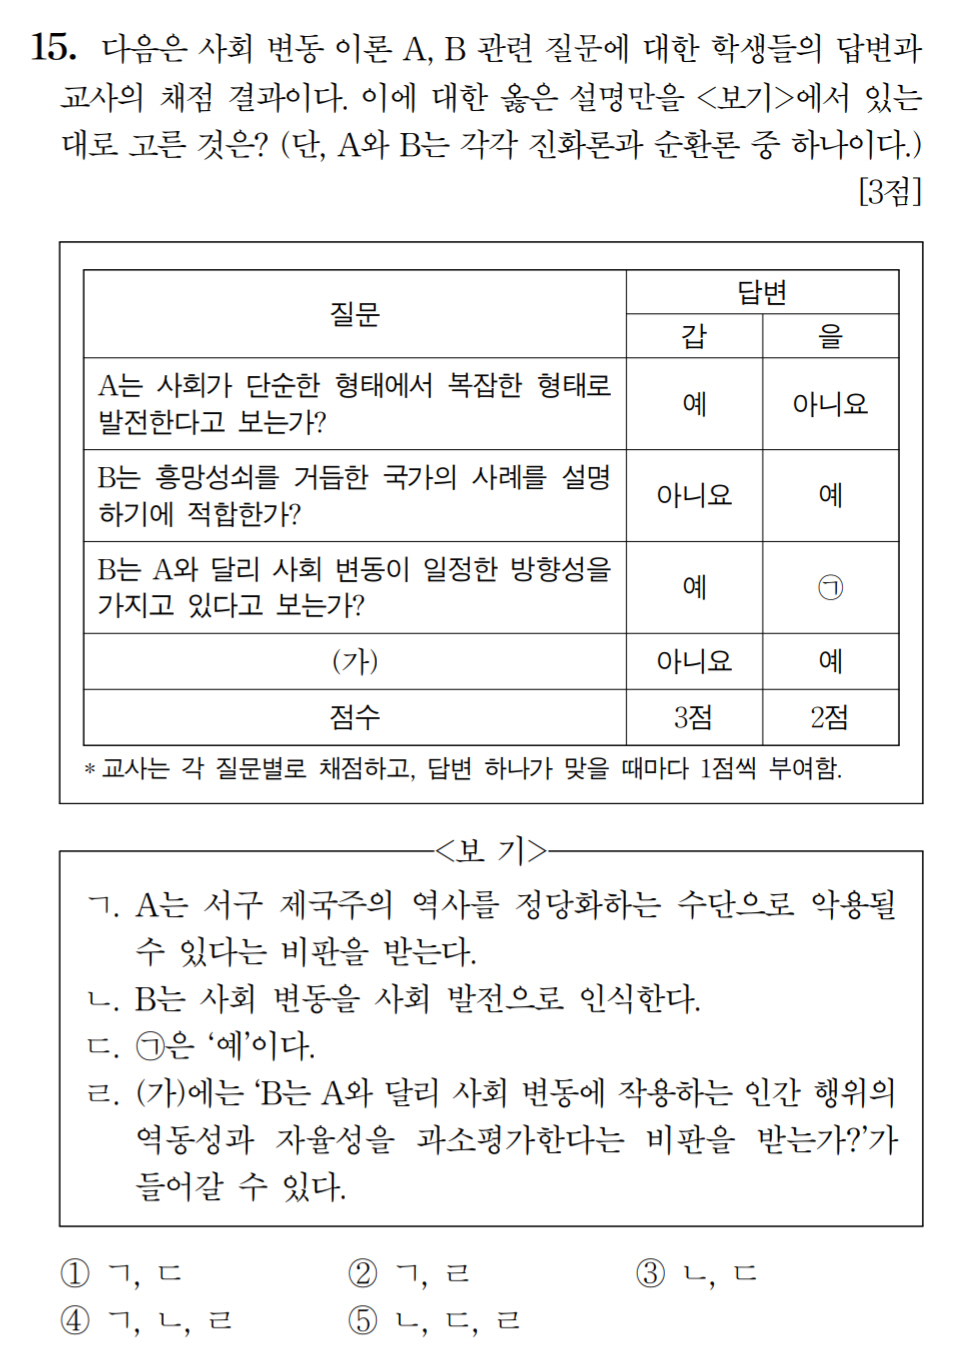 15. 다음은 사회 변동 이론 A, B 관련 질문에 대한 학생들의 답변과
교사의 채점 결과이다. 이에 대한 옳은 설명만을 <보기>에서 있는
대로 고른 것은? (단, A와 B는 각각 진화론과 순환론 중 하나이다.)
[3점]
질문
답변
갑 을
A는 사회가 단순한 형태에서 복잡한 형태로
발전한다고 보는가?
예 아니요
B는 흥망성쇠를 거듭한 국가의 사례를 설명
하기에 적합한가?
아니요 예
B는 A와 달리 사회 변동이 일정한 방향성을
가지고 있다고 보는가?
예 ㉠
(가) 아니요 예
점수 3점 2점
* 교사는 각 질문별로 채점하고, 답변 하나가 맞을 때마다 1점씩 부여함.
<보 기>
ㄱ. A는 서구 제국주의 역사를 정당화하는 수단으로 악용될
수 있다는 비판을 받는다.
ㄴ. B는 사회 변동을 사회 발전으로 인식한다.
ㄷ. ㉠은 ‘예’이다.
ㄹ. (가)에는 ‘B는 A와 달리 사회 변동에 작용하는 인간 행위의
역동성과 자율성을 과소평가한다는 비판을 받는가?’가
들어갈 수 있다.
① ㄱ, ㄷ ② ㄱ, ㄹ ③ ㄴ, ㄷ
④ ㄱ, ㄴ, ㄹ ⑤ ㄴ, ㄷ, ㄹ